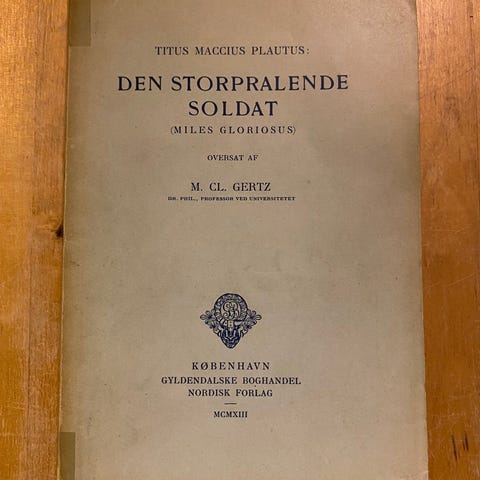 TITUS MACCIUS PLAUTUS:
DEN STORPRALENDE
SOLDAT
(MILES GLORIOSUS)
OVERSAT AF
M. CL. GERTZ
DR. PHIL., PROFESSOR VED UNIVERSITETET
KØBENHAVN
GYLDENDALSKE BOGHANDEL
NORDISK FORLAG
MCMXIII